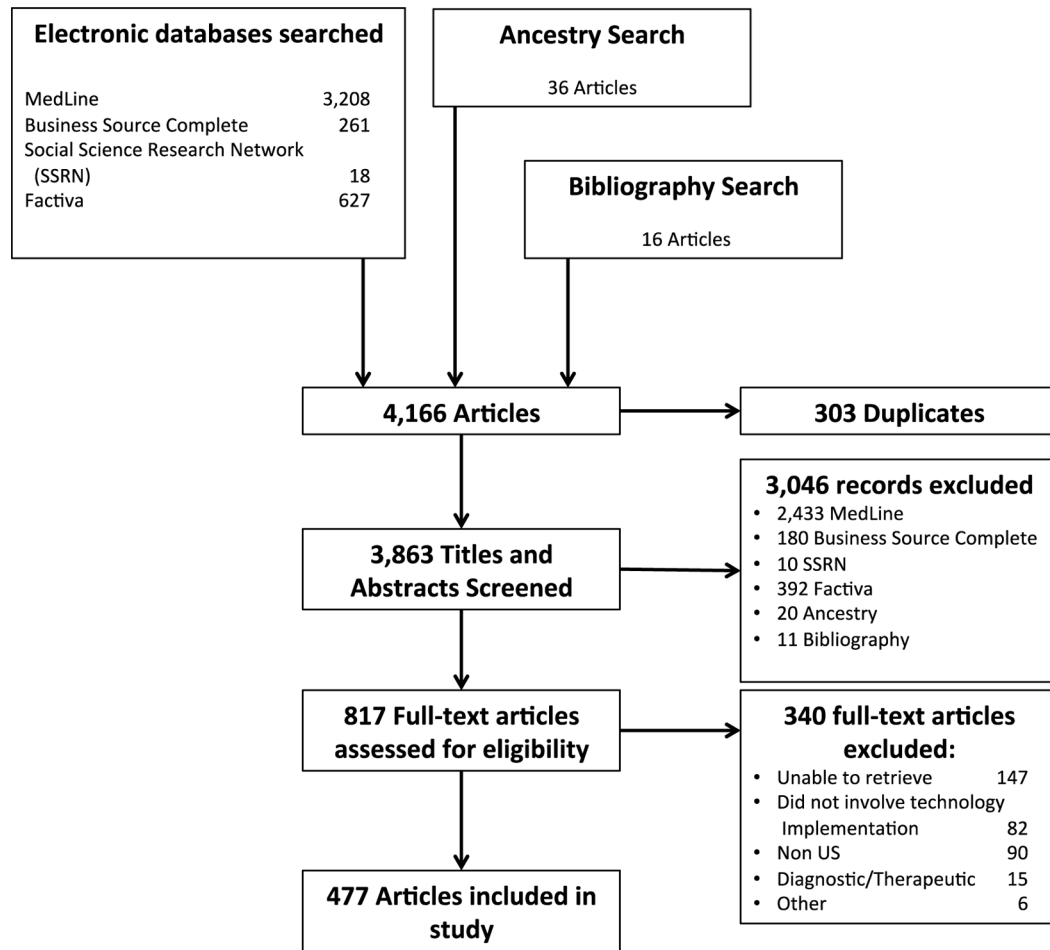 Electronic databases searched
MedLine 3,208
Business Source Complete 261
Social Science Research Network
(SSRN) 18
Factiva 627
Ancestry Search
36 Articles
Bibliography Search
16 Articles
4,166 Articles
303 Duplicates
3,863 Titles and
Abstracts Screened
3,046 records excluded
• 2,433 MedLine
• 180 Business Source Complete
• 10 SSRN
• 392 Factiva
• 20 Ancestry
• 11 Bibliography
817 Full-text articles
assessed for eligibility
340 full-text articles
excluded:
• Unable to retrieve 147
• Did not involve technology
Implementation 82
• Non US 90
• Diagnostic/Therapeutic 15
• Other 6
477 Articles included in
study